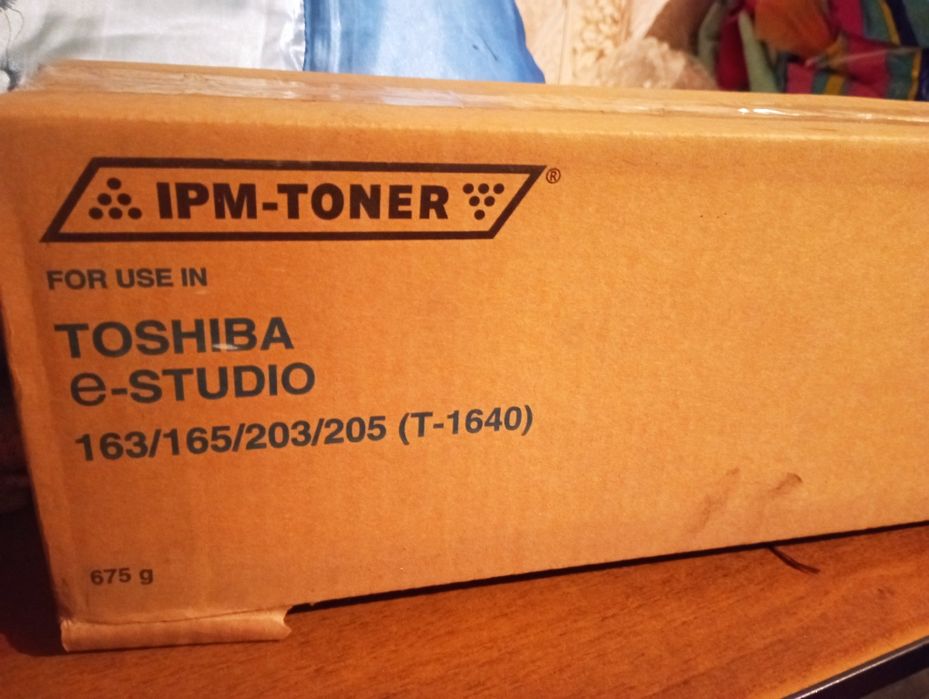 IPM-TONER ®
FOR USE IN
TOSHIBA
e-STUDIO
163/165/203/205 (T-1640)
675 g